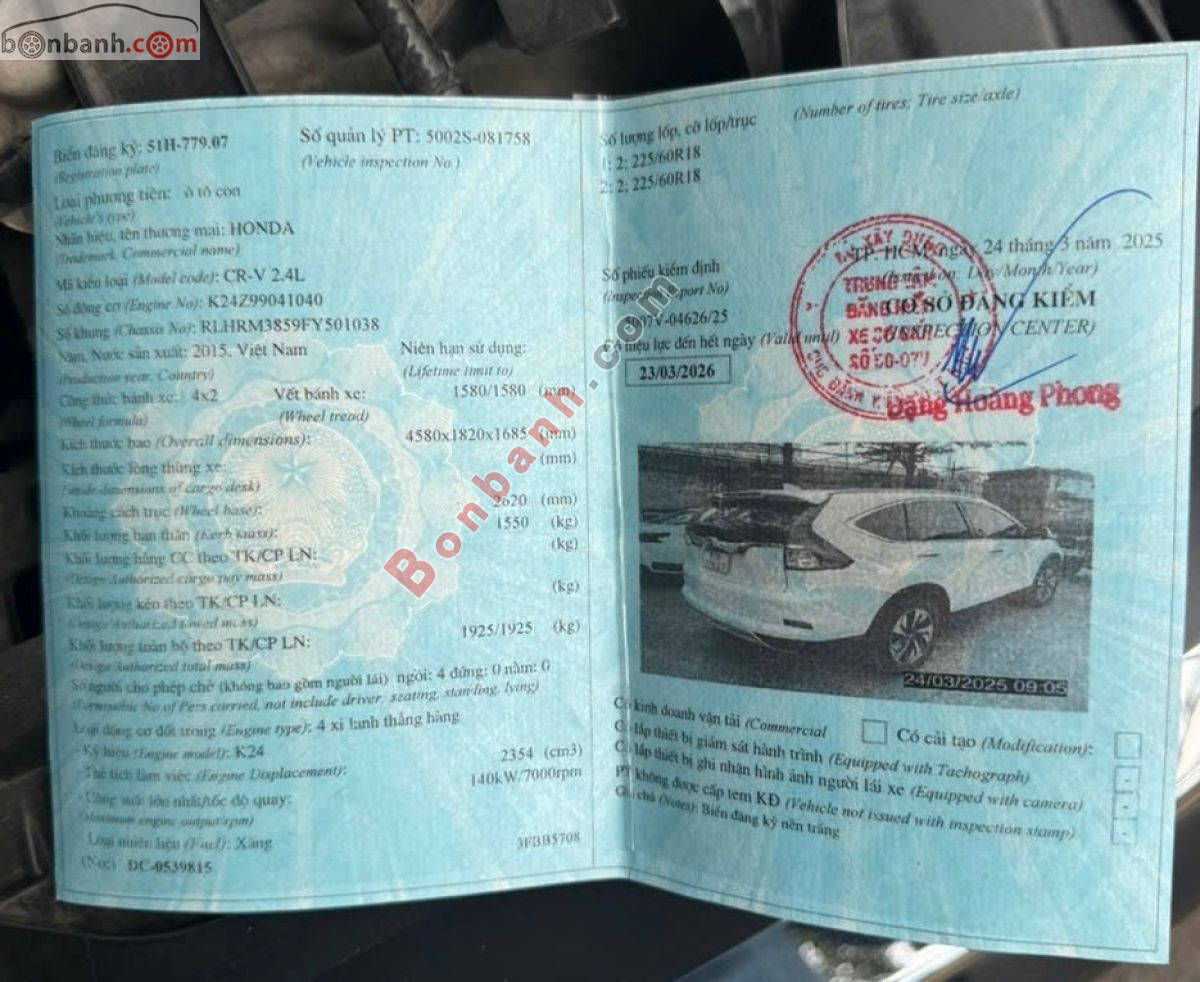 bonbanh.com
Biển đăng ký: 51H-779.07
(Registration plate)
Số quản lý PT: 5002S-081758
(Vehicle inspection No.)
Loại phương tiện: ô tô con
(Vehicle's type)
Nhãn hiệu, tên thương mại: HONDA
(Trademark, Commercial name)
Mã kiểu loại (Model code): CR-V 2.4L
Số động cơ (Engine No): K24Z99041040
Số khung (Chassis No): RLHRM3859FY501038
Năm, Nước sản xuất: 2015, Việt Nam
(Production year, Country)
Niên hạn sử dụng:
(Lifetime limit to)
Công thức bánh xe: 4x2
(Wheel formula)
Vết bánh xe: 1580/1580 (mm)
(Wheel tread)
Kích thước bao (Overall dimensions): 4580x1820x1685 (mm)
Kích thước lòng thùng xe: (mm)
(Inside dimensions of cargo desk)
Khoảng cách trục (Wheel base): 2620 (mm)
Khối lượng bản thân (Kerb mass): 1550 (kg)
Khối lượng hàng CC theo TK/CP LN: (kg)
(Design Authorized cargo pay mass)
Khối lượng kéo theo TK/CP LN: (kg)
(Design Authorized towed mass)
Khối lượng toàn bộ theo TK/CP LN: 1925/1925 (kg)
(Design Authorized total mass)
Số người cho phép chở (không bao gồm người lái) ngồi: 4 đứng: 0 nằm: 0
(Permissible No of Pers carried, not include driver: seating, standing, lying)
Loại động cơ đốt trong (Engine type): 4 xi lanh thẳng hàng
- Ký hiệu (Engine model): K24
- Thể tích làm việc (Engine Displacement): 2354 (cm3)
- Công suất lớn nhất/tốc độ quay: 140kW/7000rpm
(Maximum engine output/rpm)
Loại nhiên liệu (Fuel): Xăng
(No:) DC-0539815
3FBB5708
(Number of tires; Tire size/axle)
Số lượng lốp, cỡ lốp/trục
1: 2; 225/60R18
2: 2; 225/60R18
TP. HCM, ngày 24 tháng 3 năm 2025
(Issued on: Day/Month/Year)
Số phiếu kiểm định
(Inspection Report No)
5007V-04626/25
CƠ SỞ ĐĂNG KIỂM
(INSPECTION CENTER)
Có hiệu lực đến hết ngày (Valid until)
23/03/2026
TRUNG TÂM
ĐĂNG KIỂM
XE CƠ GIỚI
SỐ 50-07V
Đặng Hoàng Phong
24/03/2025 09:05
Có kinh doanh vận tải (Commercial
Có cải tạo (Modification):
Có lắp thiết bị giám sát hành trình (Equipped with Tachograph)
Có lắp thiết bị ghi nhận hình ảnh người lái xe (Equipped with camera)
PT không được cấp tem KĐ (Vehicle not issued with inspection stamp)
Ghi chú (Notes): Biển đăng ký nền trắng
Bonbanh.com